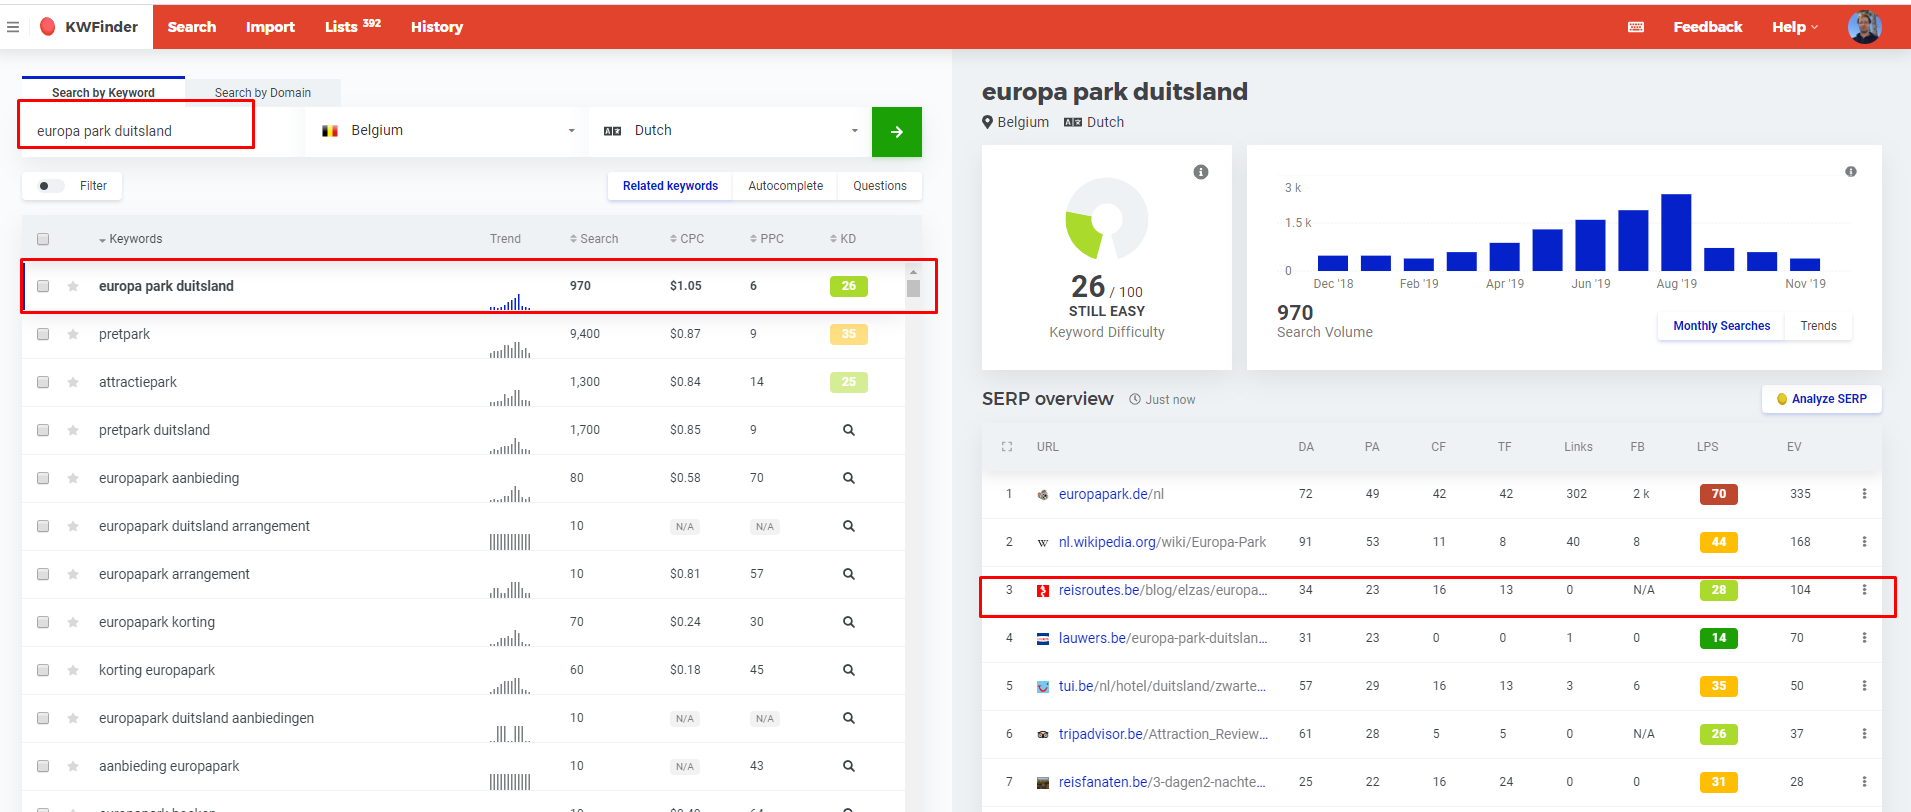 KWFinder Search Import Lists 392 History Feedback Help
Search by Keyword Search by Domain
europa park duitsland Belgium Dutch
Filter Related keywords Autocomplete Questions
Keywords Trend Search CPC PPC KD
europa park duitsland 970 $1.05 6 26
pretpark 9,400 $0.87 9 35
attractiepark 1,300 $0.84 14 25
pretpark duitsland 1,700 $0.85 9
europapark aanbieding 80 $0.58 70
europapark duitsland arrangement 10 N/A N/A
europapark arrangement 10 $0.81 57
europapark korting 70 $0.24 30
korting europapark 60 $0.18 45
europapark duitsland aanbiedingen 10 N/A N/A
aanbieding europapark 10 N/A 43
europa park duitsland
Belgium Dutch
26 / 100
STILL EASY
Keyword Difficulty
3 k
1.5 k
0
Dec '18 Feb '19 Apr '19 Jun '19 Aug '19 Nov '19
970
Search Volume
Monthly Searches Trends
SERP overview Just now Analyze SERP
URL DA PA CF TF Links FB LPS EV
1 europapark.de/nl 72 49 42 42 302 2 k 70 335
2 nl.wikipedia.org/wiki/Europa-Park 91 53 11 8 40 8 44 168
3 reisroutes.be/blog/elzas/europa... 34 23 16 13 0 N/A 28 104
4 lauwers.be/europa-park-duitslan... 31 23 0 0 1 0 14 70
5 tui.be/nl/hotel/duitsland/zwarte... 57 29 16 13 3 6 35 50
6 tripadvisor.be/Attraction_Review... 61 28 5 5 0 N/A 26 37
7 reisfanaten.be/3-dagen2-nachte... 25 22 16 24 0 0 31 28